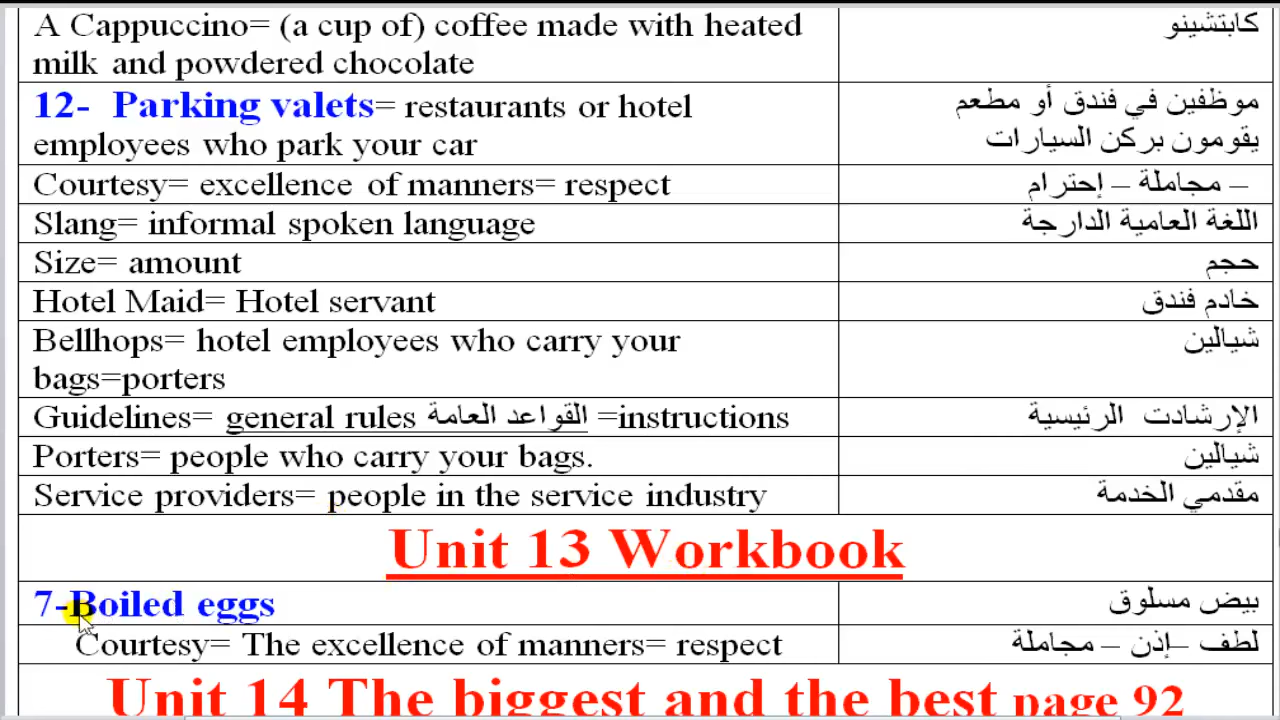 A Cappuccino= (a cup of) coffee made with heated كابتشينو
milk and powdered chocolate
12- Parking valets= restaurants or hotel موظفين في فندق أو مطعم
employees who park your car يقومون بركن السيارات
Courtesy= excellence of manners= respect – مجاملة – إحترام
Slang= informal spoken language اللغة العامية الدارجة
Size= amount حجم
Hotel Maid= Hotel servant خادم فندق
Bellhops= hotel employees who carry your شيالين
bags=porters
Guidelines= general rules القواعد العامة =instructions الإرشادت الرئيسية
Porters= people who carry your bags. شيالين
Service providers= people in the service industry مقدمي الخدمة
Unit 13 Workbook
7-Boiled eggs بيض مسلوق
Courtesy= The excellence of manners= respect لطف –إذن – مجاملة
Unit 14 The biggest and the best page 92